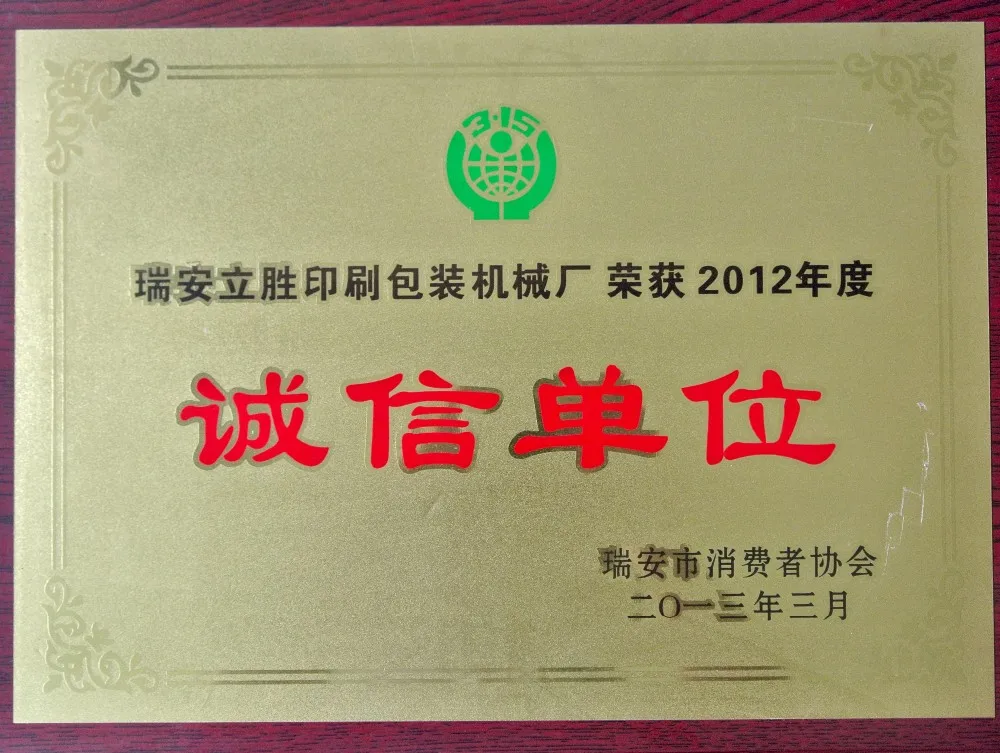 3·15
瑞安立胜印刷包装机械厂 荣获 2012年度
诚信单位
瑞安市消费者协会
二〇一三年三月